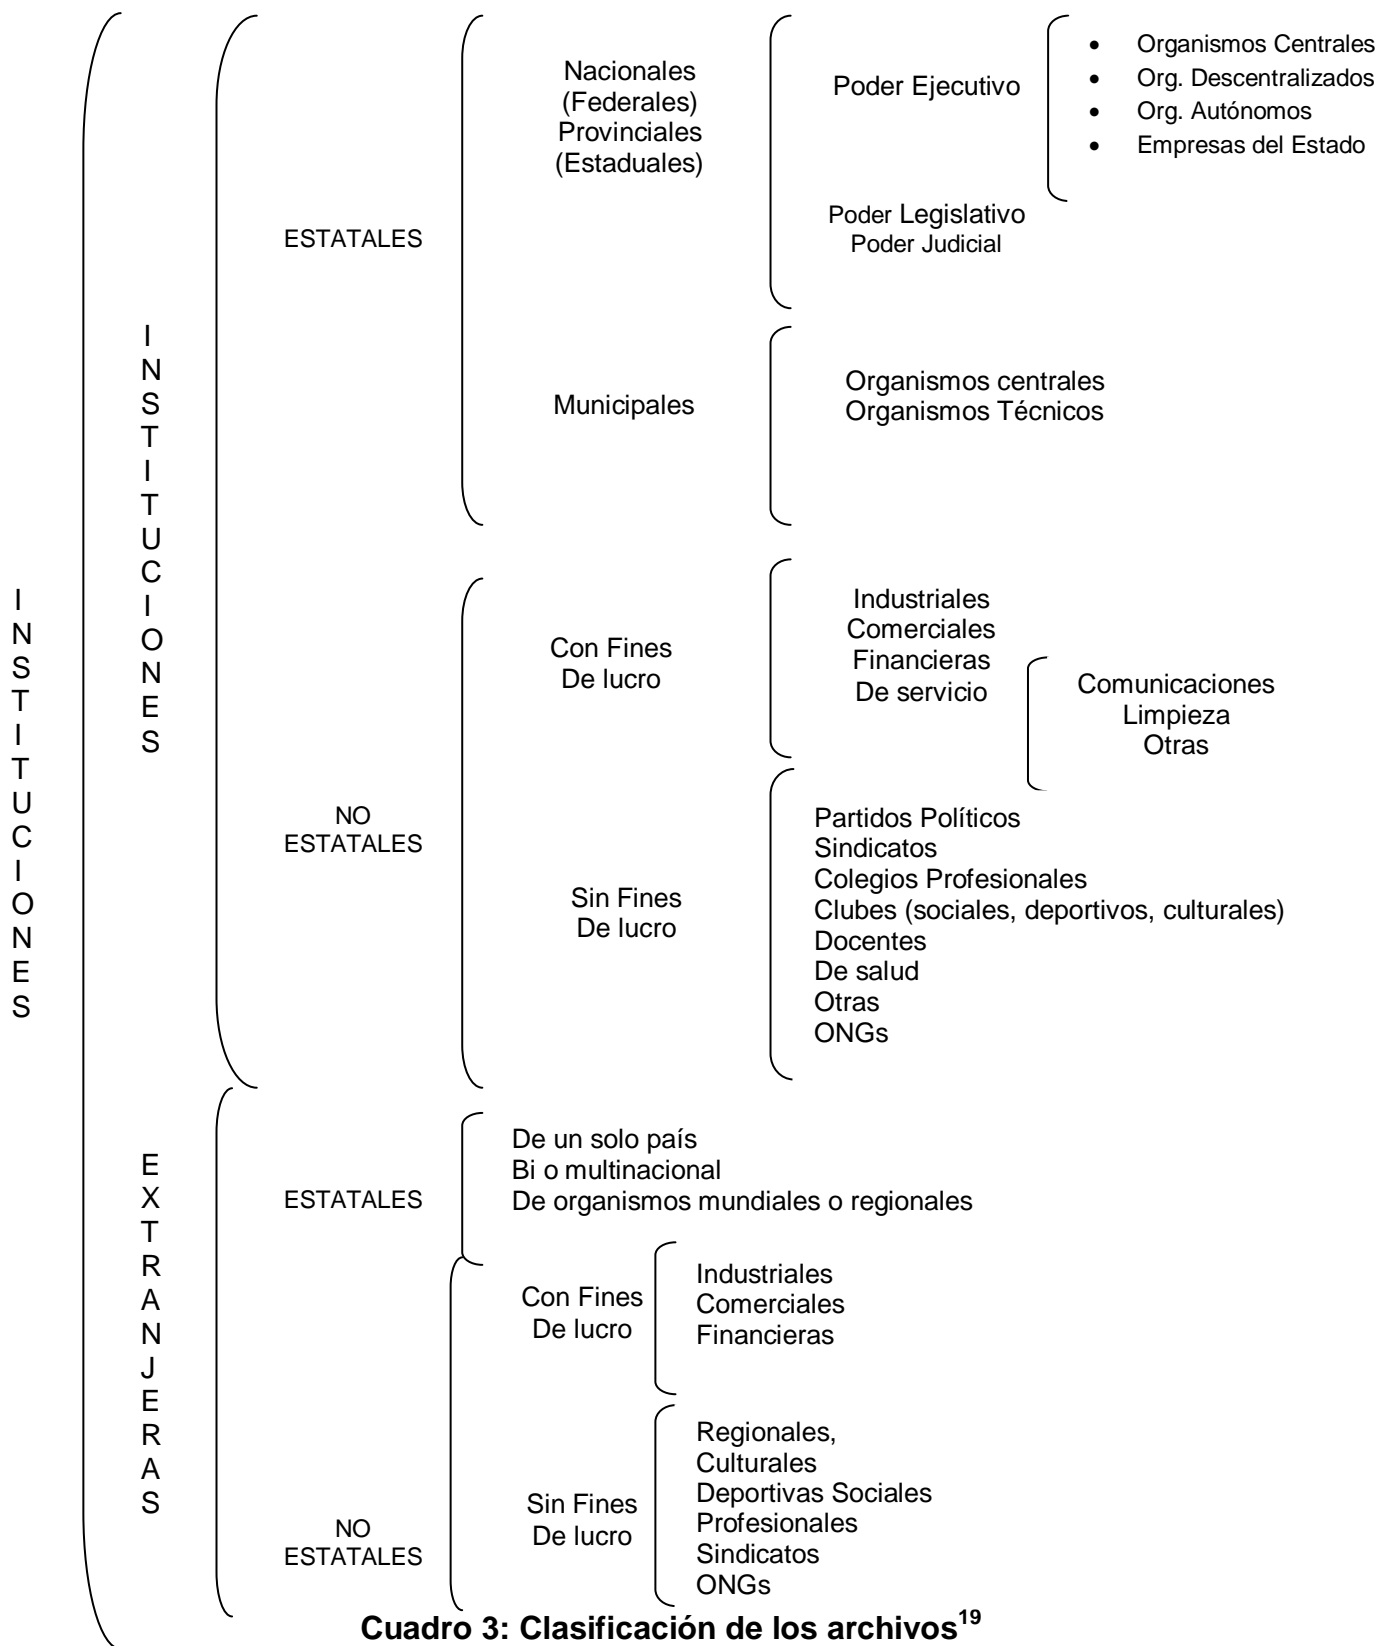 INSTITUCIONES
INSTITUCIONES
ESTATALES
Nacionales
(Federales)
Provinciales
(Estaduales)
Poder Ejecutivo
• Organismos Centrales
• Org. Descentralizados
• Org. Autónomos
• Empresas del Estado
Poder Legislativo
Poder Judicial
Municipales
Organismos centrales
Organismos Técnicos
NO
ESTATALES
Con Fines
De lucro
Industriales
Comerciales
Financieras
De servicio
Comunicaciones
Limpieza
Otras
Sin Fines
De lucro
Partidos Políticos
Sindicatos
Colegios Profesionales
Clubes (sociales, deportivos, culturales)
Docentes
De salud
Otras
ONGs
EXTRANJERAS
ESTATALES
De un solo país
Bi o multinacional
De organismos mundiales o regionales
NO
ESTATALES
Con Fines
De lucro
Industriales
Comerciales
Financieras
Sin Fines
De lucro
Regionales,
Culturales
Deportivas Sociales
Profesionales
Sindicatos
ONGs
Cuadro 3: Clasificación de los archivos19